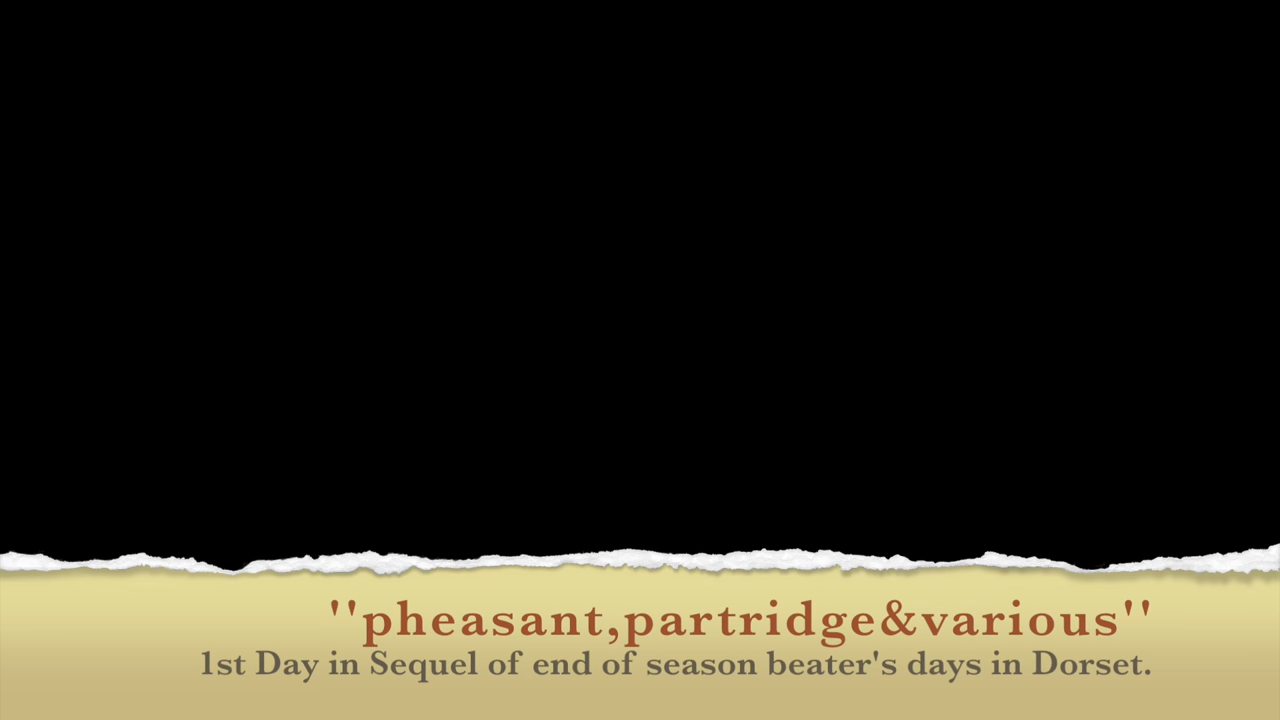 ''pheasant,partridge&various''
1st Day in Sequel of end of season beater's days in Dorset.